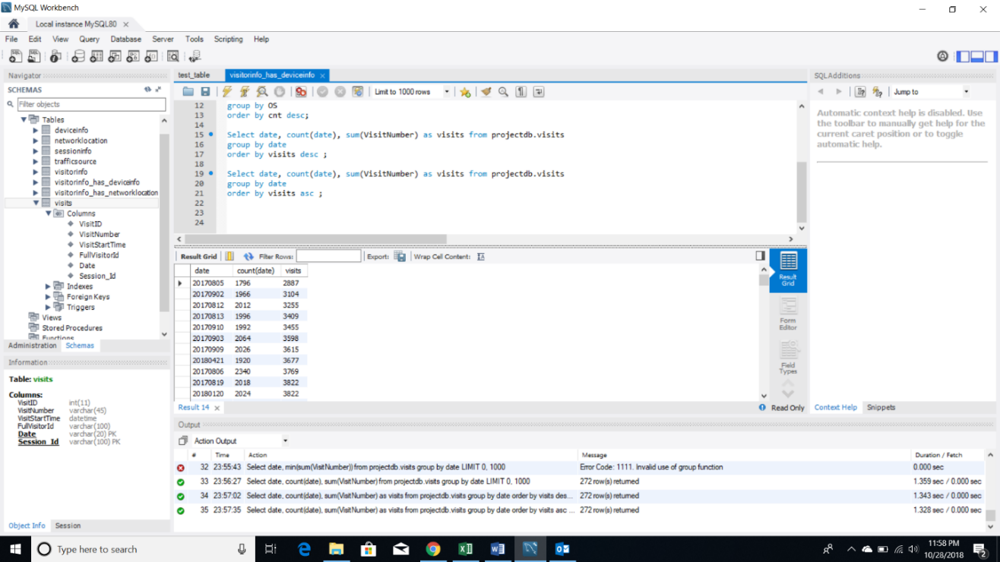 MySQL Workbench
Local instance MySQL80
File Edit View Query Database Server Tools Scripting Help
Navigator
SCHEMAS
Filter objects
Tables
deviceinfo
networklocation
sessioninfo
trafficsource
visitorinfo
visitorinfo_has_deviceinfo
visitorinfo_has_networklocation
visits
Columns
VisitID
VisitNumber
VisitStartTime
FullVisitorId
Date
Session_Id
Indexes
Foreign Keys
Triggers
Views
Stored Procedures
Functions
Administration Schemas
Information
Table: visits
Columns:
VisitID int(11)
VisitNumber varchar(45)
VisitStartTime datetime
FullVisitorId varchar(100)
Date varchar(20) PK
Session_Id varchar(100) PK
Object Info Session
test_table visitorinfo_has_deviceinfo
Limit to 1000 rows
12 group by OS
13 order by cnt desc;
14
15 Select date, count(date), sum(VisitNumber) as visits from projectdb.visits
16 group by date
17 order by visits desc ;
18
19 Select date, count(date), sum(VisitNumber) as visits from projectdb.visits
20 group by date
21 order by visits asc ;
22
23
24
Result Grid Filter Rows: Export: Wrap Cell Content:
date count(date) visits
20170805 1796 2887
20170902 1966 3104
20170812 2012 3255
20170813 1996 3409
20170910 1992 3455
20170903 2064 3598
20170909 2026 3615
20180421 1920 3677
20170806 2340 3769
20170819 2018 3822
20180120 2024 3822
Result Grid
Form Editor
Field Types
Result 14
Read Only
SQLAdditions
Jump to
Automatic context help is disabled. Use
the toolbar to manually get help for the
current caret position or to toggle
automatic help.
Context Help Snippets
Output
Action Output
# Time Action Message Duration / Fetch
32 23:55:43 Select date, min(sum(VisitNumber)) from projectdb.visits group by date LIMIT 0, 1000 Error Code: 1111. Invalid use of group function 0.000 sec
33 23:56:27 Select date, count(date), sum(VisitNumber) from projectdb.visits group by date LIMIT 0, 1000 272 row(s) returned 1.359 sec / 0.000 sec
34 23:57:02 Select date, count(date), sum(VisitNumber) as visits from projectdb.visits group by date order by visits des... 272 row(s) returned 1.343 sec / 0.000 sec
35 23:57:35 Select date, count(date), sum(VisitNumber) as visits from projectdb.visits group by date order by visits asc ... 272 row(s) returned 1.328 sec / 0.000 sec
Type here to search
11:58 PM
10/28/2018
2